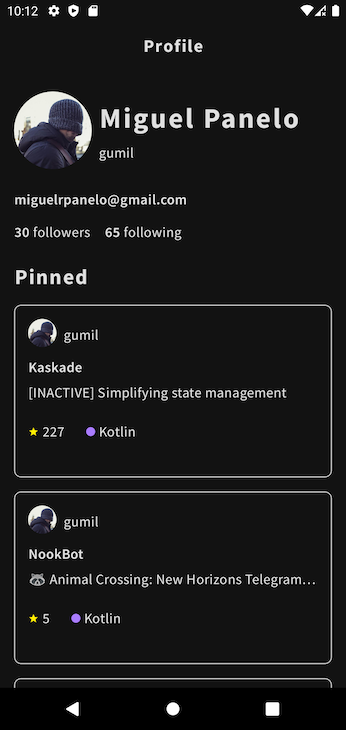 10:12
Profile
Miguel Panelo
gumil
miguelrpanelo@gmail.com
30 followers 65 following
Pinned
gumil
Kaskade
[INACTIVE] Simplifying state management
227 Kotlin
gumil
NookBot
🦝 Animal Crossing: New Horizons Telegram…
5 Kotlin